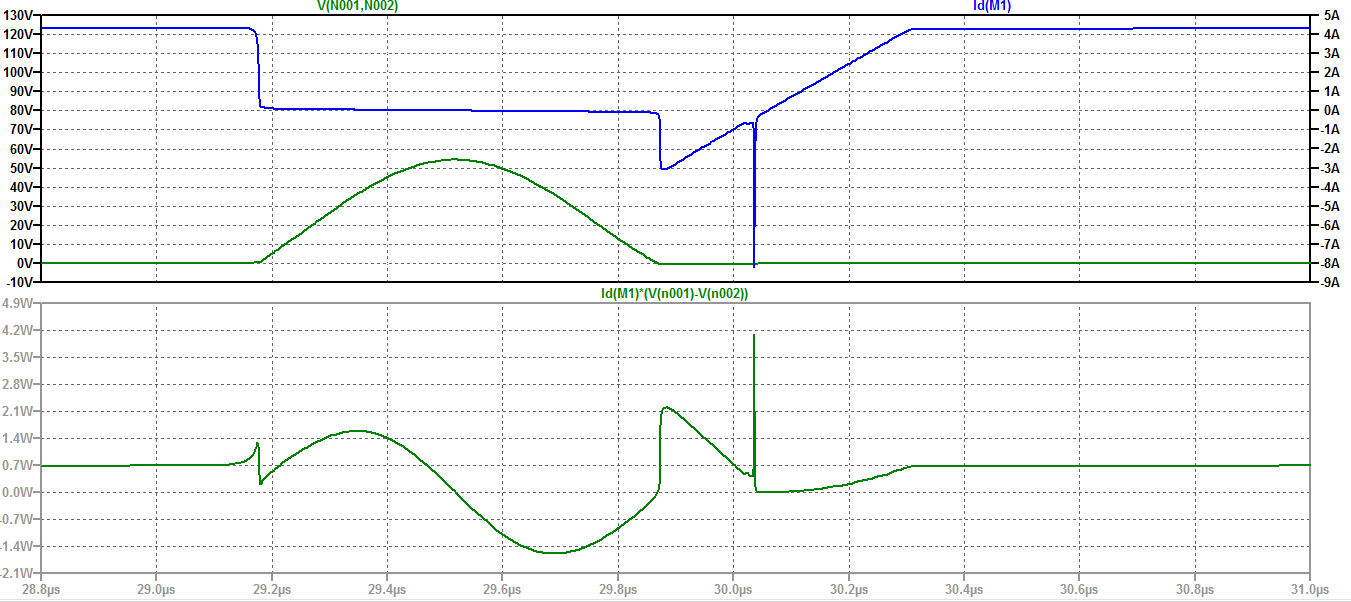 V(N001,N002) Id(M1)
130V 5A
120V 4A
110V 3A
100V 2A
90V 1A
80V 0A
70V -1A
60V -2A
50V -3A
40V -4A
30V -5A
20V -6A
10V -7A
0V -8A
-10V -9A
Id(M1)*(V(n001)-V(n002))
4.9W
4.2W
3.5W
2.8W
2.1W
1.4W
0.7W
0.0W
-0.7W
-1.4W
-2.1W
28.8µs 29.0µs 29.2µs 29.4µs 29.6µs 29.8µs 30.0µs 30.2µs 30.4µs 30.6µs 30.8µs 31.0µs